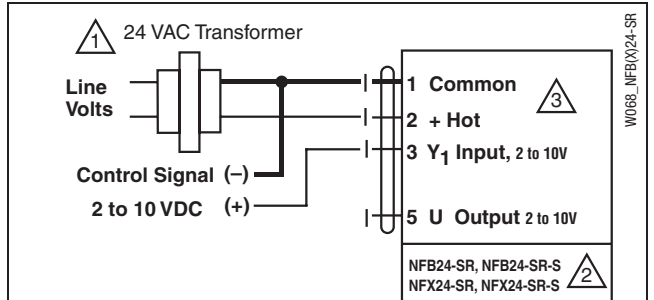 1 24 VAC Transformer
Line
Volts
1 Common
3
2 + Hot
3 Y1 Input, 2 to 10V
Control Signal (–)
2 to 10 VDC (+)
5 U Output 2 to 10V
NFB24-SR, NFB24-SR-S
NFX24-SR, NFX24-SR-S
2
W068_NFB(X)24-SR